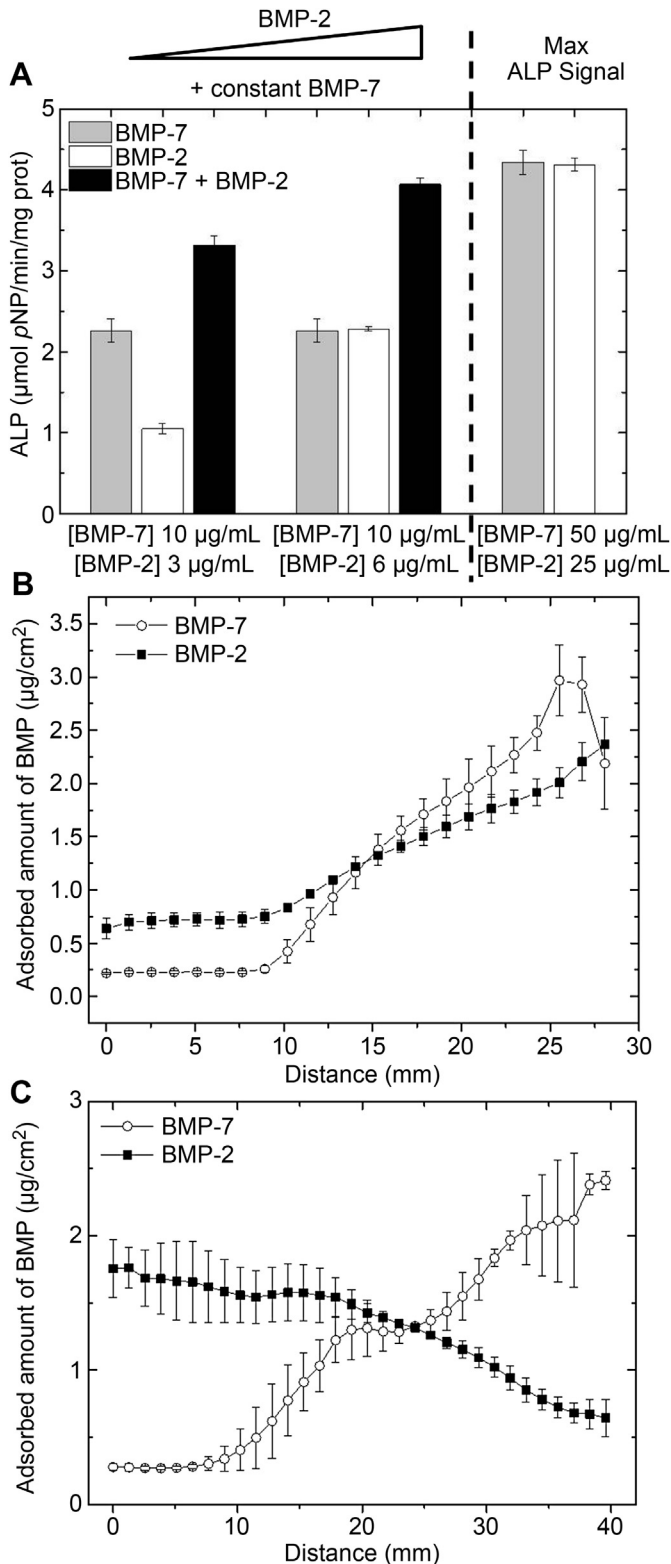 BMP-2
Max
ALP Signal
A
+ constant BMP-7
5
4
3
2
1
0
ALP (µmol pNP/min/mg prot)
BMP-7
BMP-2
BMP-7 + BMP-2
[BMP-7] 10 µg/mL
[BMP-2] 3 µg/mL
[BMP-7] 10 µg/mL
[BMP-2] 6 µg/mL
[BMP-7] 50 µg/mL
[BMP-2] 25 µg/mL
B
3.5
3.0
2.5
2.0
1.5
1.0
0.5
0.0
Adsorbed amount of BMP (µg/cm²)
BMP-7
BMP-2
0 5 10 15 20 25 30
Distance (mm)
C
3
2
1
0
Adsorbed amount of BMP (µg/cm²)
BMP-7
BMP-2
0 10 20 30 40
Distance (mm)